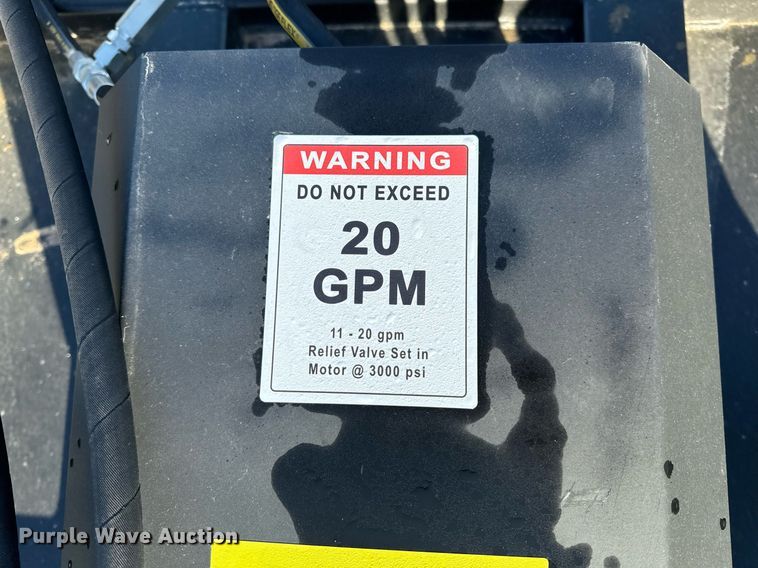 WARNING
DO NOT EXCEED
20
GPM
11 - 20 gpm
Relief Valve Set in
Motor @ 3000 psi
Purple Wave Auction